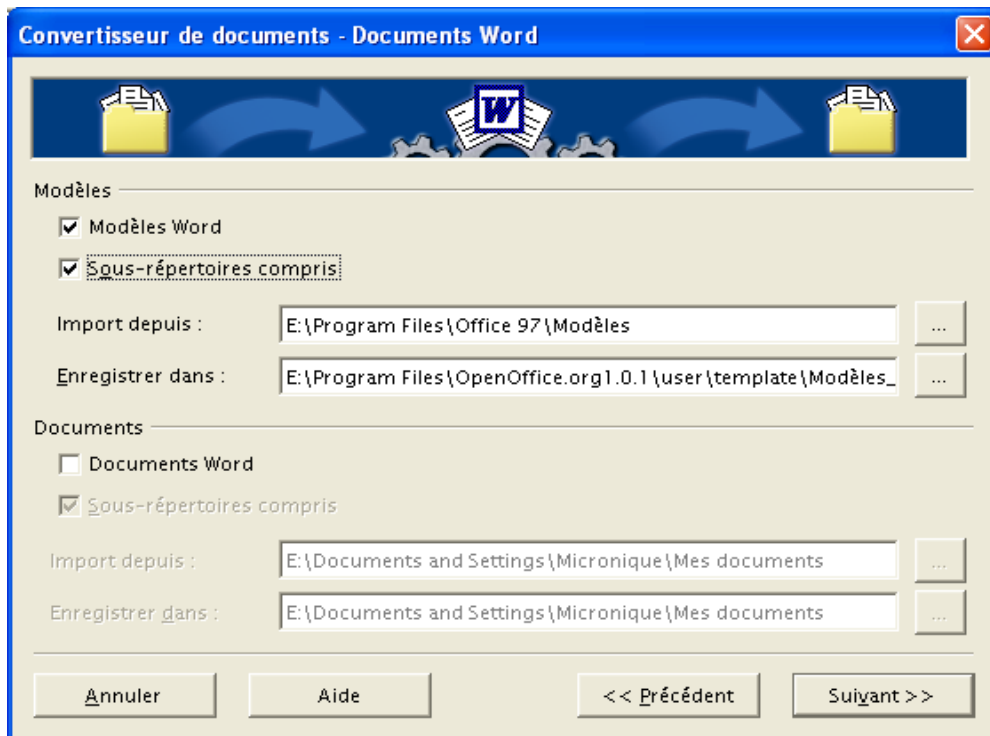 Convertisseur de documents - Documents Word
W
Modèles
Modèles Word
Sous-répertoires compris
Import depuis : E:\Program Files\Office 97\Modèles ...
Enregistrer dans : E:\Program Files\OpenOffice.org1.0.1\user\template\Modèles_ ...
Documents
Documents Word
Sous-répertoires compris
Import depuis : E:\Documents and Settings\Micronique\Mes documents ...
Enregistrer dans : E:\Documents and Settings\Micronique\Mes documents ...
Annuler Aide << Précédent Suivant >>